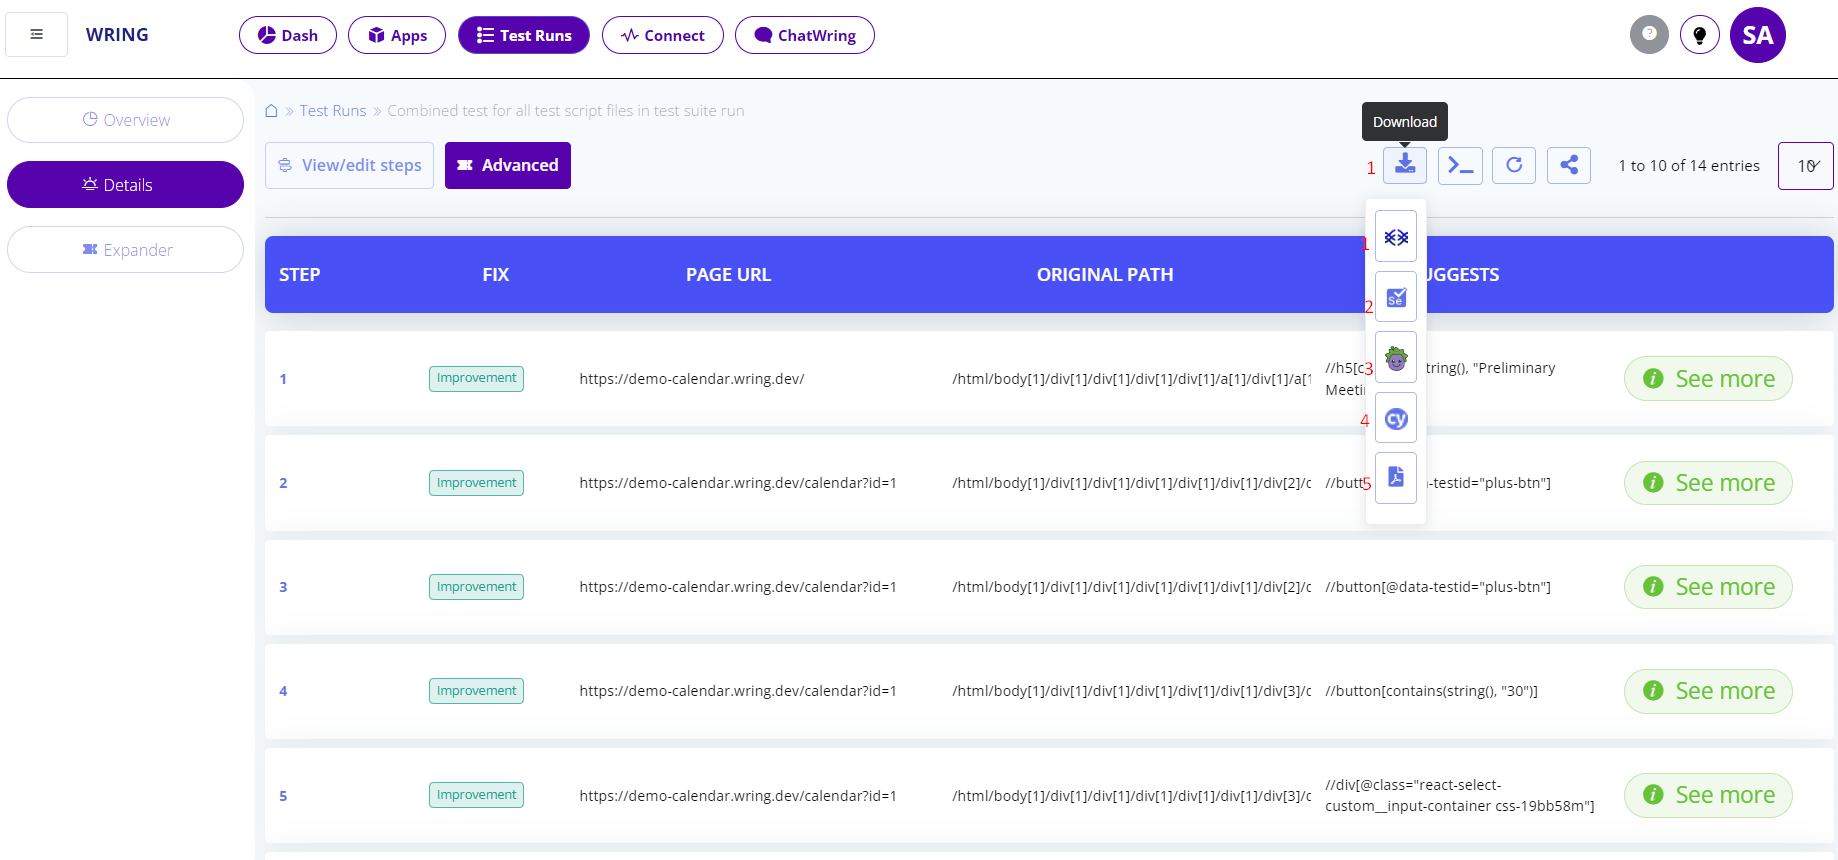 WRING
Dash
Apps
Test Runs
Connect
ChatWring
?
SA
Overview
Details
Expander
» Test Runs » Combined test for all test script files in test suite run
Download
View/edit steps
Advanced
1
1 to 10 of 14 entries
10
1
2
Se
3
4
cy
5
STEP FIX PAGE URL ORIGINAL PATH UGGESTS
1 Improvement https://demo-calendar.wring.dev/ /html/body[1]/div[1]/div[1]/div[1]/div[1]/a[1]/div[1]/a[1 //h5[c tring(), "Preliminary
Meeti
i See more
2 Improvement https://demo-calendar.wring.dev/calendar?id=1 /html/body[1]/div[1]/div[1]/div[1]/div[1]/div[1]/div[2]/c //butt a-testid="plus-btn"] i See more
3 Improvement https://demo-calendar.wring.dev/calendar?id=1 /html/body[1]/div[1]/div[1]/div[1]/div[1]/div[1]/div[2]/c //button[@data-testid="plus-btn"] i See more
4 Improvement https://demo-calendar.wring.dev/calendar?id=1 /html/body[1]/div[1]/div[1]/div[1]/div[1]/div[1]/div[3]/c //button[contains(string(), "30")] i See more
5 Improvement https://demo-calendar.wring.dev/calendar?id=1 /html/body[1]/div[1]/div[1]/div[1]/div[1]/div[1]/div[3]/c //div[@class="react-select-
custom__input-container css-19bb58m"]
i See more